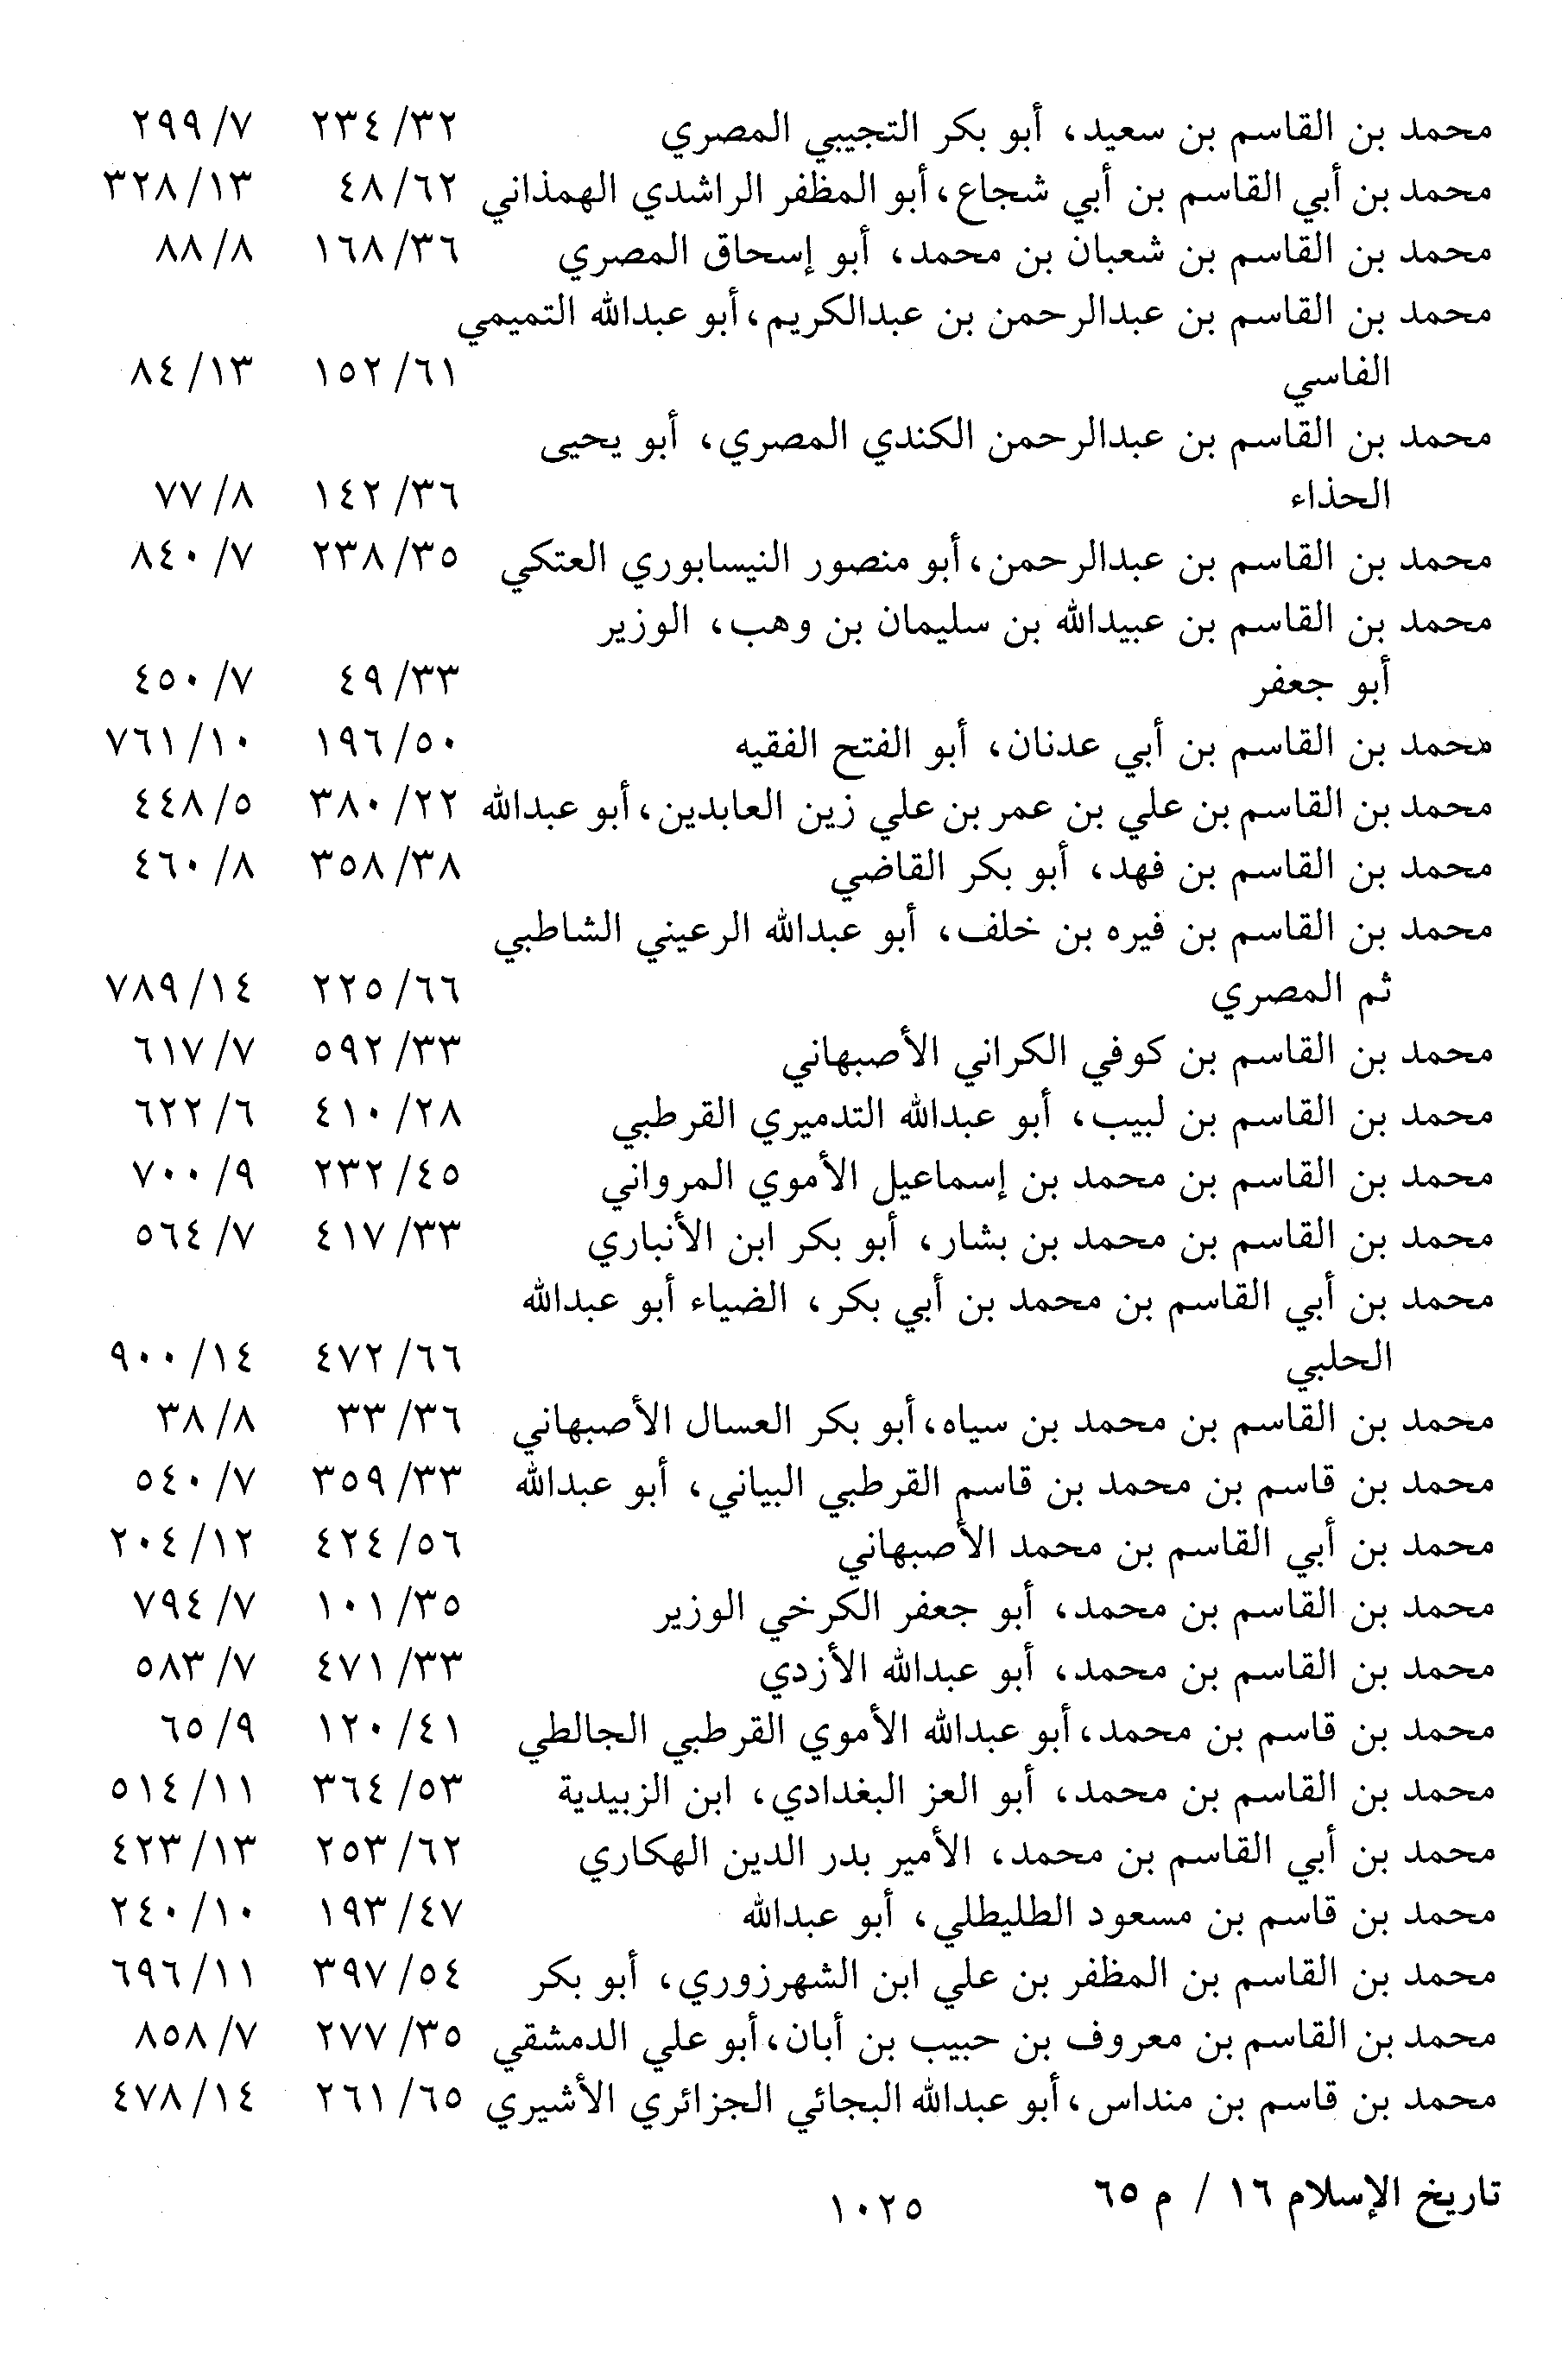 محمد بن القاسم بن سعيد، أبو بكر التجيبي المصري ٣٢/ ٢٣٤ ٧/ ٢٩٩
محمد بن أبي القاسم بن أبي شجاع، أبو المظفر الراشدي الهمذاني ٦٢/ ٤٨ ١٣/ ٣٢٨
محمد بن القاسم بن شعبان بن محمد، أبو إسحاق المصري ٣٦/ ١٦٨ ٨/ ٨٨
محمد بن القاسم بن عبدالرحمن بن عبدالكريم، أبو عبدالله التميمي
الفاسي ٦١/ ١٥٢ ١٣/ ٨٤
محمد بن القاسم بن عبدالرحمن الكندي المصري، أبو يحيى
الحذاء ٣٦/ ١٤٢ ٨/ ٧٧
محمد بن القاسم بن عبدالرحمن، أبو منصور النيسابوري العتكي ٣٥/ ٢٣٨ ٧/ ٨٤٠
محمد بن القاسم بن عبيدالله بن سليمان بن وهب، الوزير
أبو جعفر ٣٣/ ٤٩ ٧/ ٤٥٠
محمد بن القاسم بن أبي عدنان، أبو الفتح الفقيه ٥٠/ ١٩٦ ١٠/ ٧٦١
محمد بن القاسم بن علي بن عمر بن علي زين العابدين، أبو عبدالله ٢٢/ ٣٨٠ ٥/ ٤٤٨
محمد بن القاسم بن فهد، أبو بكر القاضي ٣٨/ ٣٥٨ ٨/ ٤٦٠
محمد بن القاسم بن فيره بن خلف، أبو عبدالله الرعيني الشاطبي
ثم المصري ٦٦/ ٢٢٥ ١٤/ ٧٨٩
محمد بن القاسم بن كوفي الكراني الأصبهاني ٣٣/ ٥٩٢ ٧/ ٦١٧
محمد بن القاسم بن لبيب، أبو عبدالله التدميري القرطبي ٢٨/ ٤١٠ ٦/ ٦٢٢
محمد بن القاسم بن محمد بن إسماعيل الأموي المرواني ٤٥/ ٢٣٢ ٩/ ٧٠٠
محمد بن القاسم بن محمد بن بشار، أبو بكر ابن الأنباري ٣٣/ ٤١٧ ٧/ ٥٦٤
محمد بن أبي القاسم بن محمد بن أبي بكر، الضياء أبو عبدالله
الحلبي ٦٦/ ٤٧٢ ١٤/ ٩٠٠
محمد بن القاسم بن محمد بن سياه، أبو بكر العسال الأصبهاني ٣٦/ ٣٣ ٨/ ٣٨
محمد بن قاسم بن محمد بن قاسم القرطبي البياني، أبو عبدالله ٣٣/ ٣٥٩ ٧/ ٥٤٠
محمد بن أبي القاسم بن محمد الأصبهاني ٥٦/ ٤٢٤ ١٢/ ٢٠٤
محمد بن القاسم بن محمد، أبو جعفر الكرخي الوزير ٣٥/ ١٠١ ٧/ ٧٩٤
محمد بن القاسم بن محمد، أبو عبدالله الأزدي ٣٣/ ٤٧١ ٧/ ٥٨٣
محمد بن قاسم بن محمد، أبو عبدالله الأموي القرطبي الجالطي ٤١/ ١٢٠ ٩/ ٦٥
محمد بن القاسم بن محمد، أبو العز البغدادي، ابن الزبيدية ٥٣/ ٣٦٤ ١١/ ٥١٤
محمد بن أبي القاسم بن محمد، الأمير بدر الدين الهكاري ٦٢/ ٢٥٣ ١٣/ ٤٢٣
محمد بن قاسم بن مسعود الطليطلي، أبو عبدالله ٤٧/ ١٩٣ ١٠/ ٢٤٠
محمد بن القاسم بن المظفر بن علي ابن الشهرزوري، أبو بكر ٥٤/ ٣٩٧ ١١/ ٦٩٦
محمد بن القاسم بن معروف بن حبيب بن أبان، أبو علي الدمشقي ٣٥/ ٢٧٧ ٧/ ٨٥٨
محمد بن قاسم بن منداس، أبو عبدالله البجائي الجزائري الأشيري ٦٥/ ٢٦١ ١٤/ ٤٧٨
تاريخ الإسلام ١٦ / م ٦٥
١٠٢٥